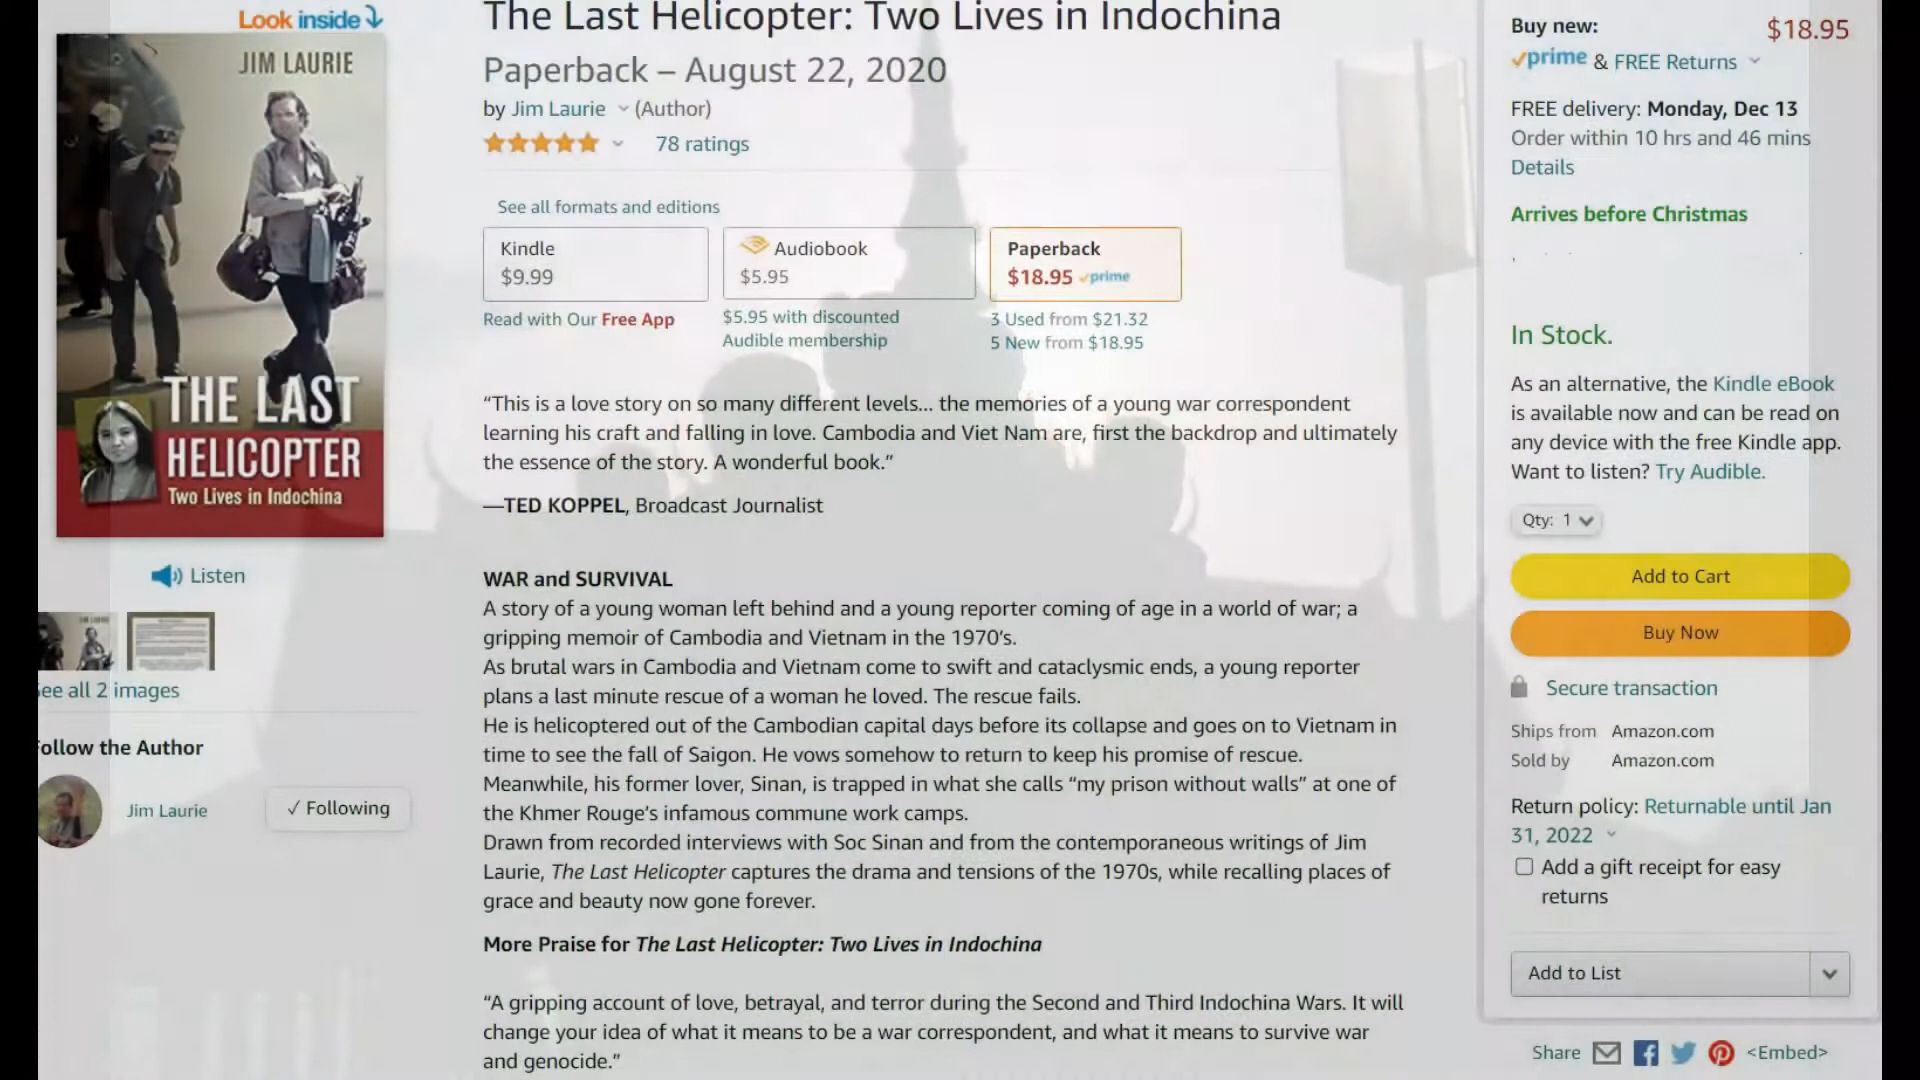 Look inside
JIM LAURIE
THE LAST
HELICOPTER
Two Lives in Indochina
Listen
ee all 2 images
ollow the Author
Jim Laurie
✓ Following
The Last Helicopter: Two Lives in Indochina
Paperback – August 22, 2020
by Jim Laurie (Author)
78 ratings
See all formats and editions
Kindle
$9.99
Read with Our Free App
Audiobook
$5.95
$5.95 with discounted
Audible membership
Paperback
$18.95 prime
3 Used from $21.32
5 New from $18.95
“This is a love story on so many different levels... the memories of a young war correspondent
learning his craft and falling in love. Cambodia and Viet Nam are, first the backdrop and ultimately
the essence of the story. A wonderful book.”
—TED KOPPEL, Broadcast Journalist
WAR and SURVIVAL
A story of a young woman left behind and a young reporter coming of age in a world of war; a
gripping memoir of Cambodia and Vietnam in the 1970’s.
As brutal wars in Cambodia and Vietnam come to swift and cataclysmic ends, a young reporter
plans a last minute rescue of a woman he loved. The rescue fails.
He is helicoptered out of the Cambodian capital days before its collapse and goes on to Vietnam in
time to see the fall of Saigon. He vows somehow to return to keep his promise of rescue.
Meanwhile, his former lover, Sinan, is trapped in what she calls “my prison without walls” at one of
the Khmer Rouge’s infamous commune work camps.
Drawn from recorded interviews with Soc Sinan and from the contemporaneous writings of Jim
Laurie, The Last Helicopter captures the drama and tensions of the 1970s, while recalling places of
grace and beauty now gone forever.
More Praise for The Last Helicopter: Two Lives in Indochina
“A gripping account of love, betrayal, and terror during the Second and Third Indochina Wars. It will
change your idea of what it means to be a war correspondent, and what it means to survive war
and genocide.”
Buy new:
$18.95
prime & FREE Returns
FREE delivery: Monday, Dec 13
Order within 10 hrs and 46 mins
Details
Arrives before Christmas
In Stock.
As an alternative, the Kindle eBook
is available now and can be read on
any device with the free Kindle app.
Want to listen? Try Audible.
Qty: 1
Add to Cart
Buy Now
Secure transaction
Ships from Amazon.com
Sold by Amazon.com
Return policy: Returnable until Jan
31, 2022
Add a gift receipt for easy
returns
Add to List
Share <Embed>